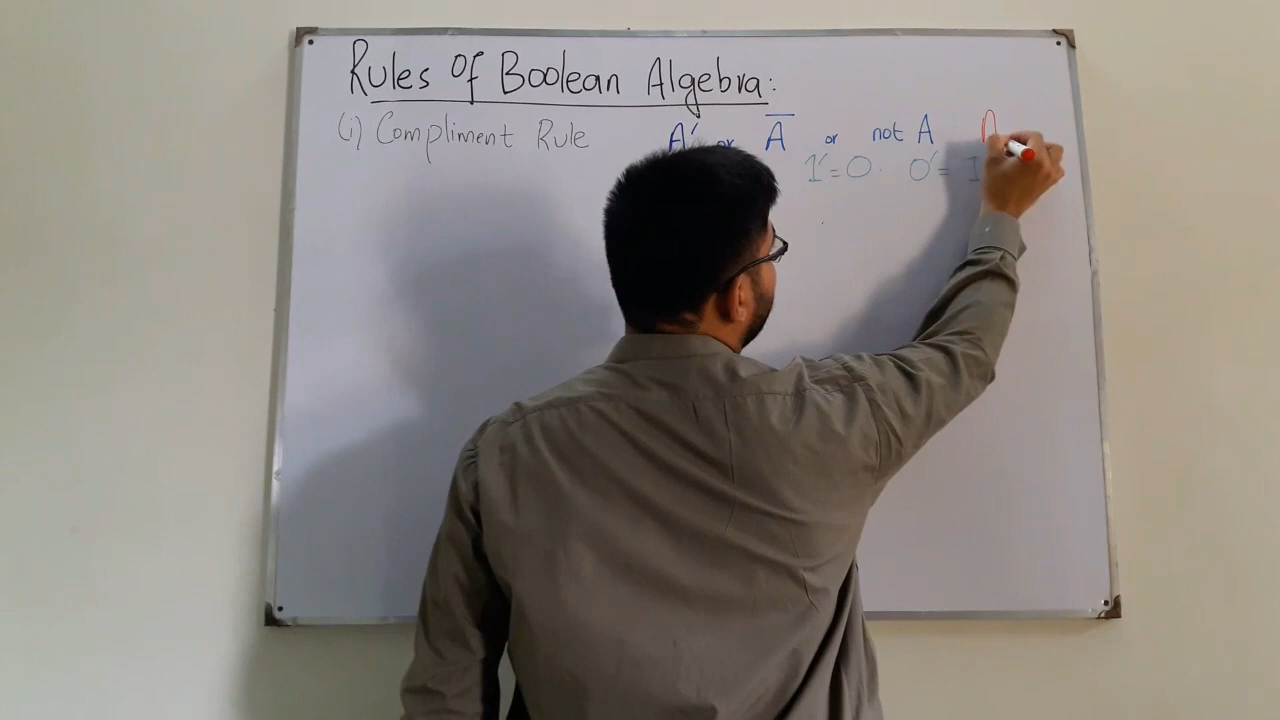 Rules Of Boolean Algebra:
(i) Compliment Rule A' or A̅ or not A
1'=0 0'= 1